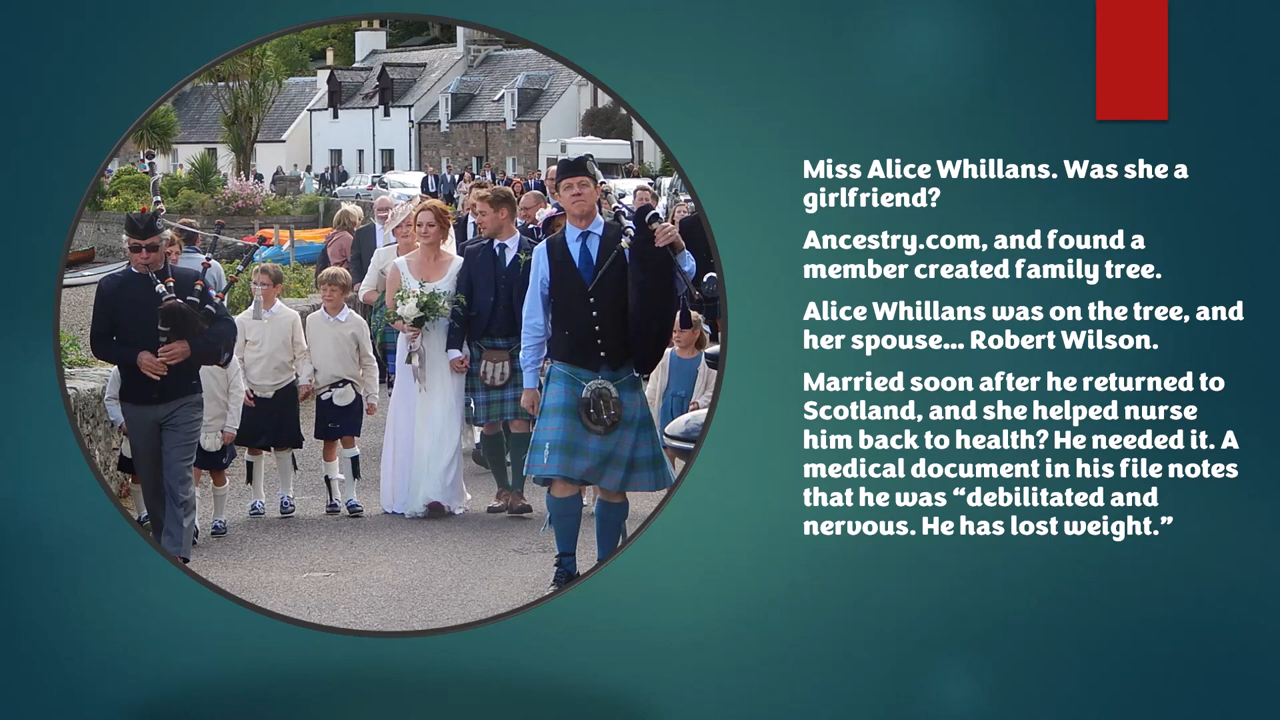 Miss Alice Whillans. Was she a
girlfriend?
Ancestry.com, and found a
member created family tree.
Alice Whillans was on the tree, and
her spouse... Robert Wilson.
Married soon after he returned to
Scotland, and she helped nurse
him back to health? He needed it. A
medical document in his file notes
that he was “debilitated and
nervous. He has lost weight.”